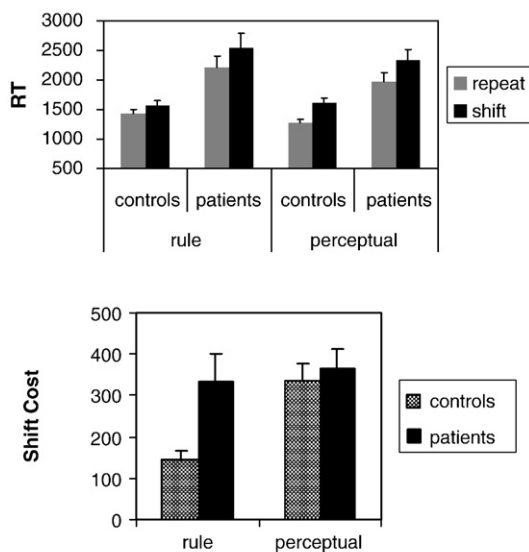 3000
2500
2000
1500
1000
500
RT
repeat
shift
controls patients controls patients
rule perceptual
500
400
300
200
100
0
Shift Cost
controls
patients
rule perceptual